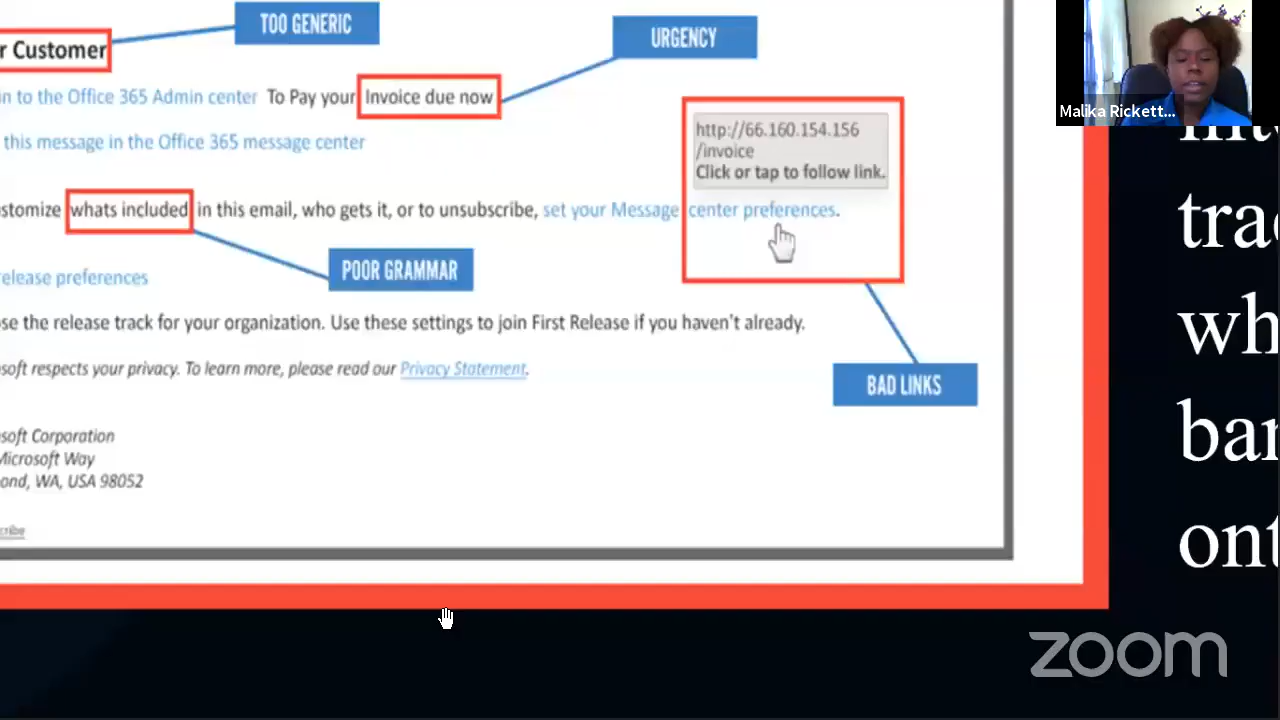 TOO GENERIC
r Customer
URGENCY
n to the Office 365 Admin center To Pay your Invoice due now
Malika Rickett...
http://66.160.154.156
/invoice
Click or tap to follow link.
this message in the Office 365 message center
stomize whats included in this email, who gets it, or to unsubscribe, set your Message center preferences.
POOR GRAMMAR
elease preferences
se the release track for your organization. Use these settings to join First Release if you haven't already.
soft respects your privacy. To learn more, please read our Privacy Statement.
BAD LINKS
soft Corporation
Microsoft Way
ond, WA, USA 98052
cribe
tra
wh
bar
ont
zoom